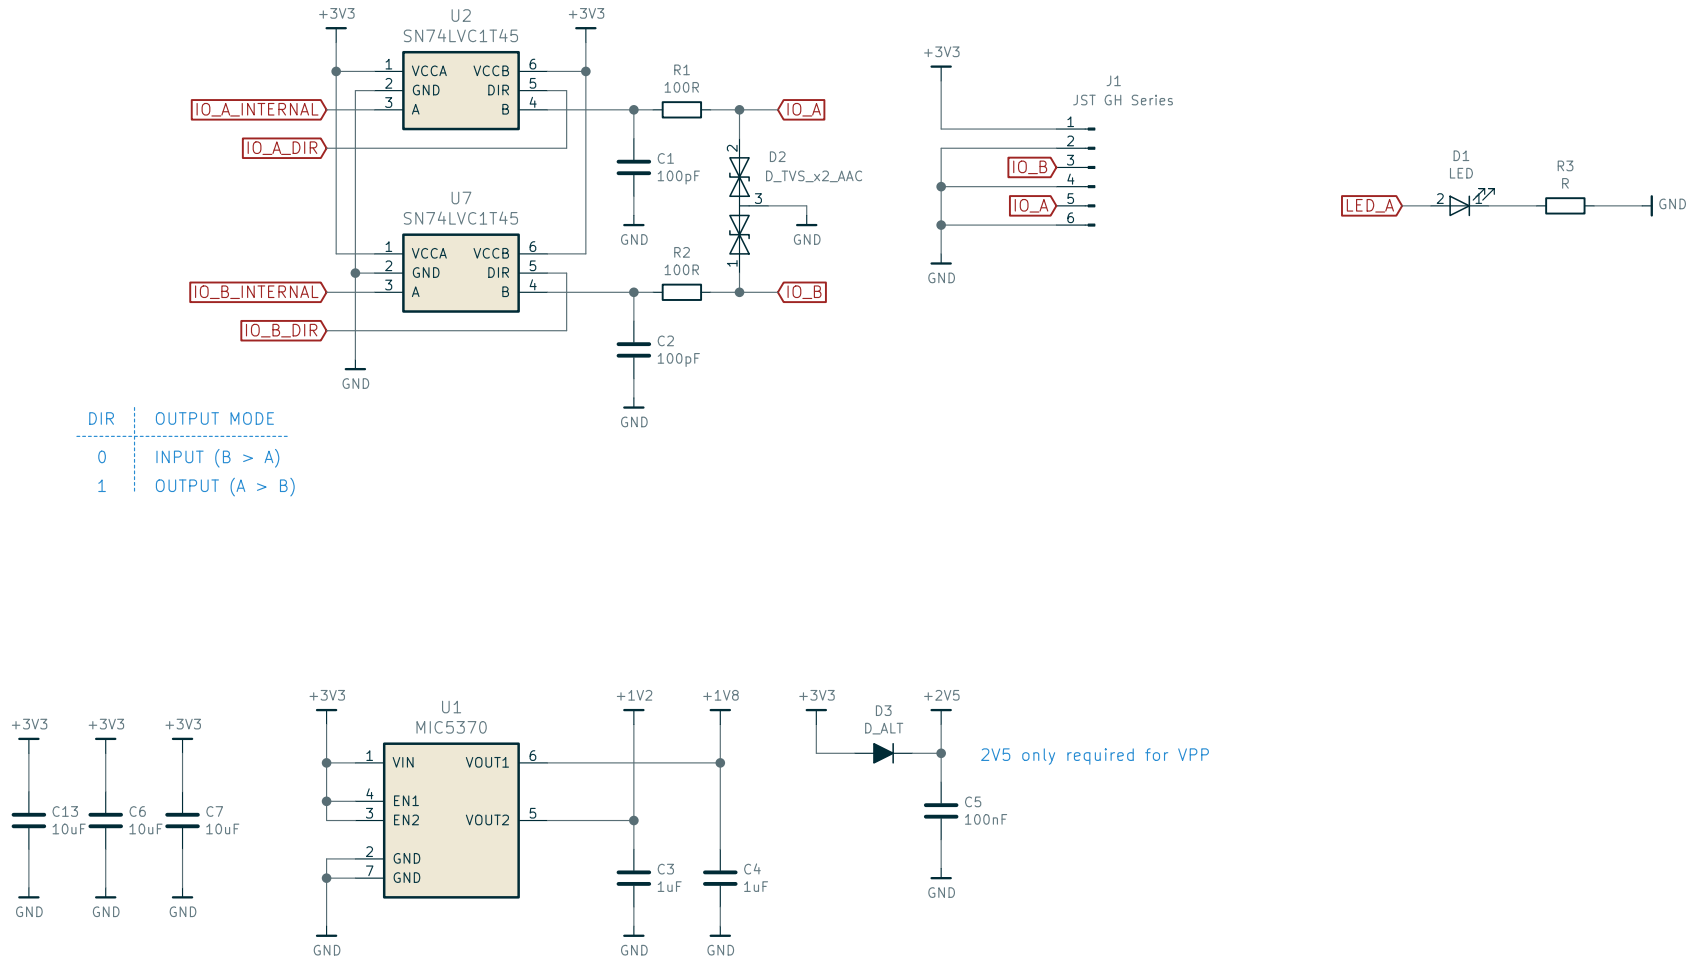 +3V3
U2
SN74LVC1T45
+3V3
1 VCCA VCCB 6
2 GND DIR 5
3 A B 4
IO_A_INTERNAL
IO_A_DIR
R1
100R
IO_A
C1
100pF
GND
2
D2
D_TVS_x2_AAC
3
GND
1
U7
SN74LVC1T45
1 VCCA VCCB 6
2 GND DIR 5
3 A B 4
IO_B_INTERNAL
IO_B_DIR
GND
R2
100R
IO_B
C2
100pF
GND
+3V3
J1
JST GH Series
1
2
IO_B 3
4
IO_A 5
6
GND
D1
LED
LED_A 2 1
R3
R
GND
DIR OUTPUT MODE
0 INPUT (B > A)
1 OUTPUT (A > B)
+3V3
C13
10uF
GND
+3V3
C6
10uF
GND
+3V3
C7
10uF
GND
+3V3
U1
MIC5370
1 VIN VOUT1 6
4 EN1
3 EN2 VOUT2 5
2 GND
7 GND
GND
+1V2
C3
1uF
GND
+1V8
C4
1uF
GND
+3V3
D3
D_ALT
+2V5
2V5 only required for VPP
C5
100nF
GND